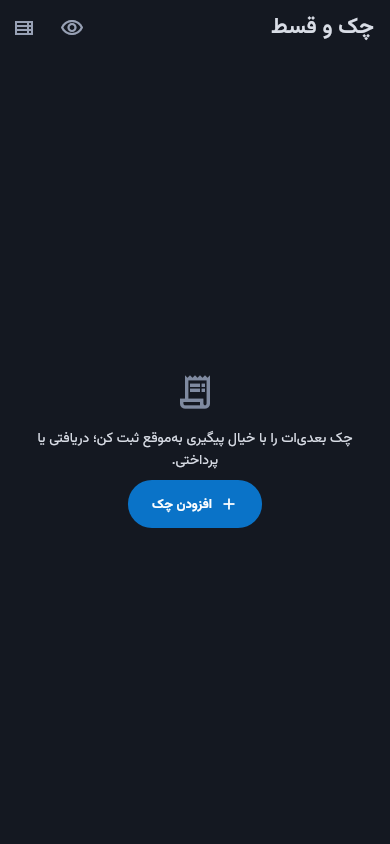 چک و قسط
چک بعدی‌ات را با خیال پیگیری به‌موقع ثبت کن؛ دریافتی یا
پرداختی.
افزودن چک